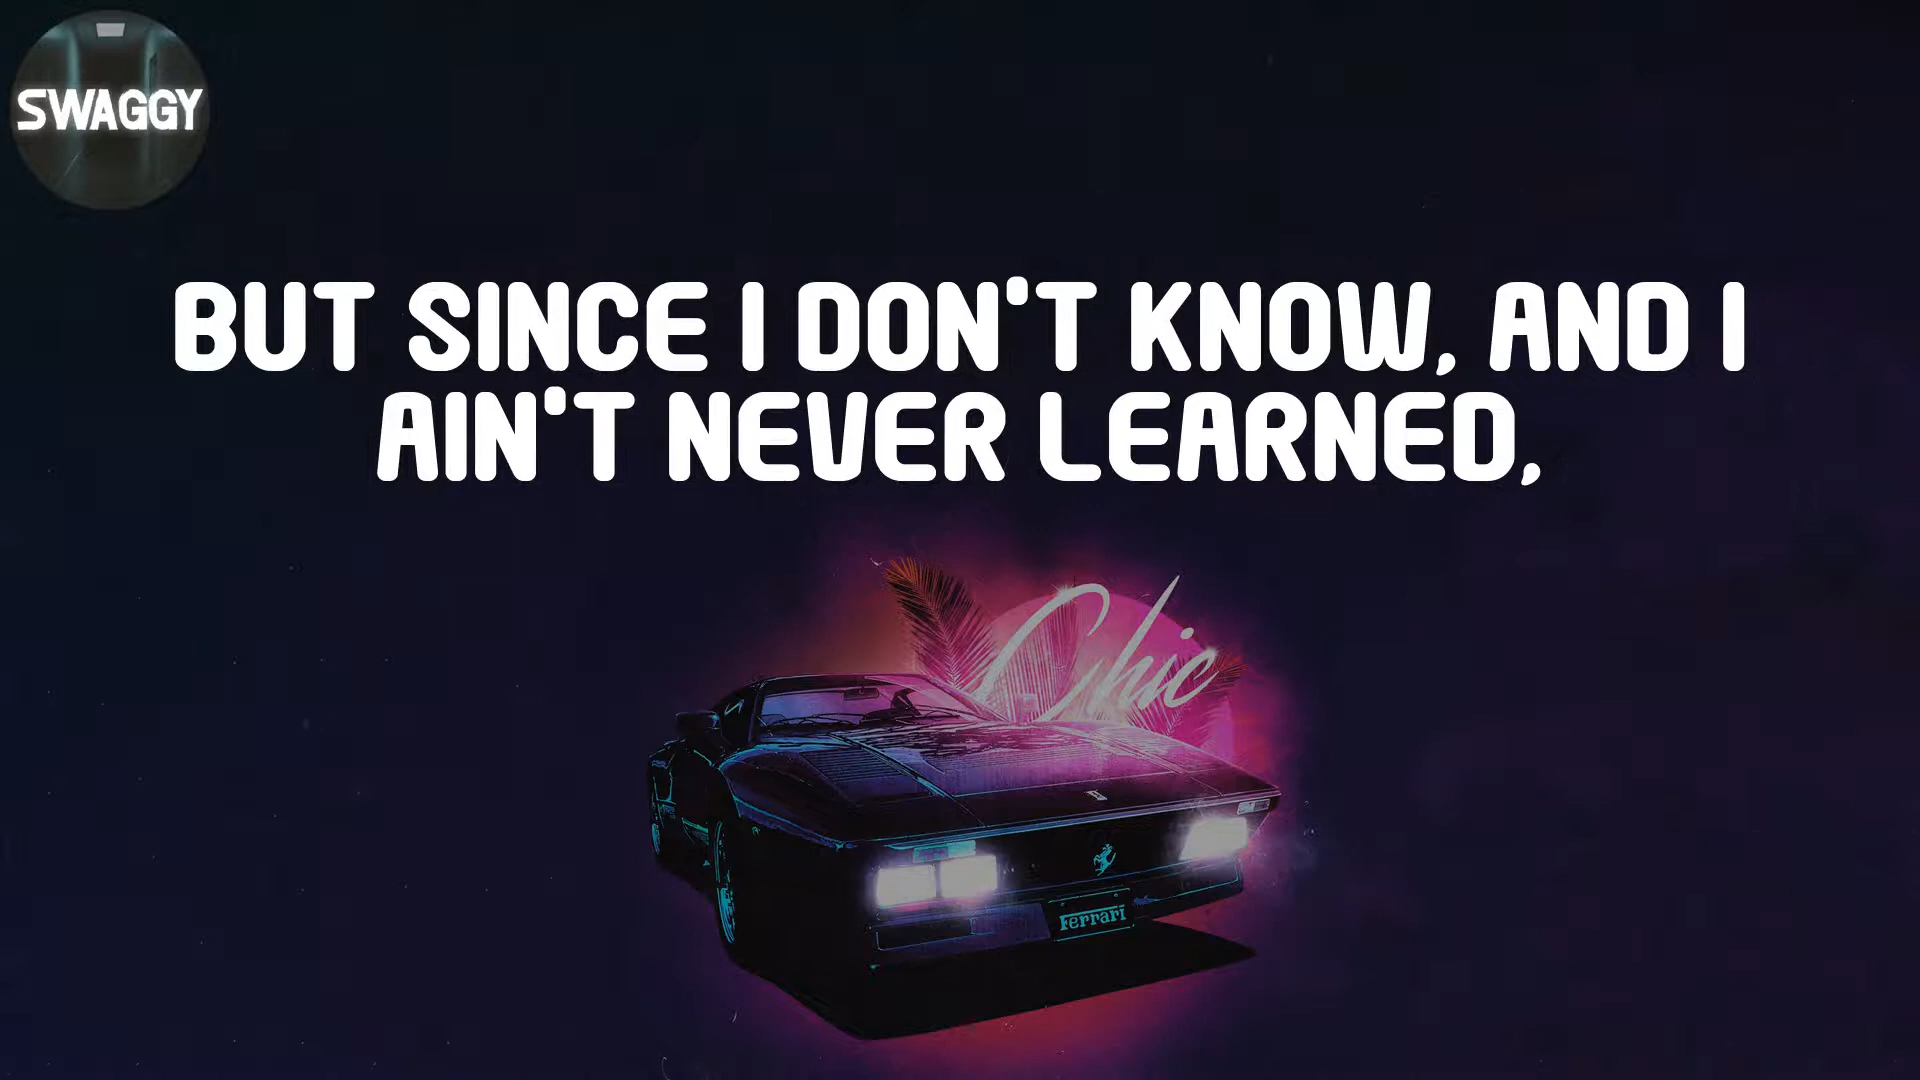 SWAGGY
BUT SINCE I DON'T KNOW, AND I
AIN'T NEVER LEARNED,
Chic
Ferrari